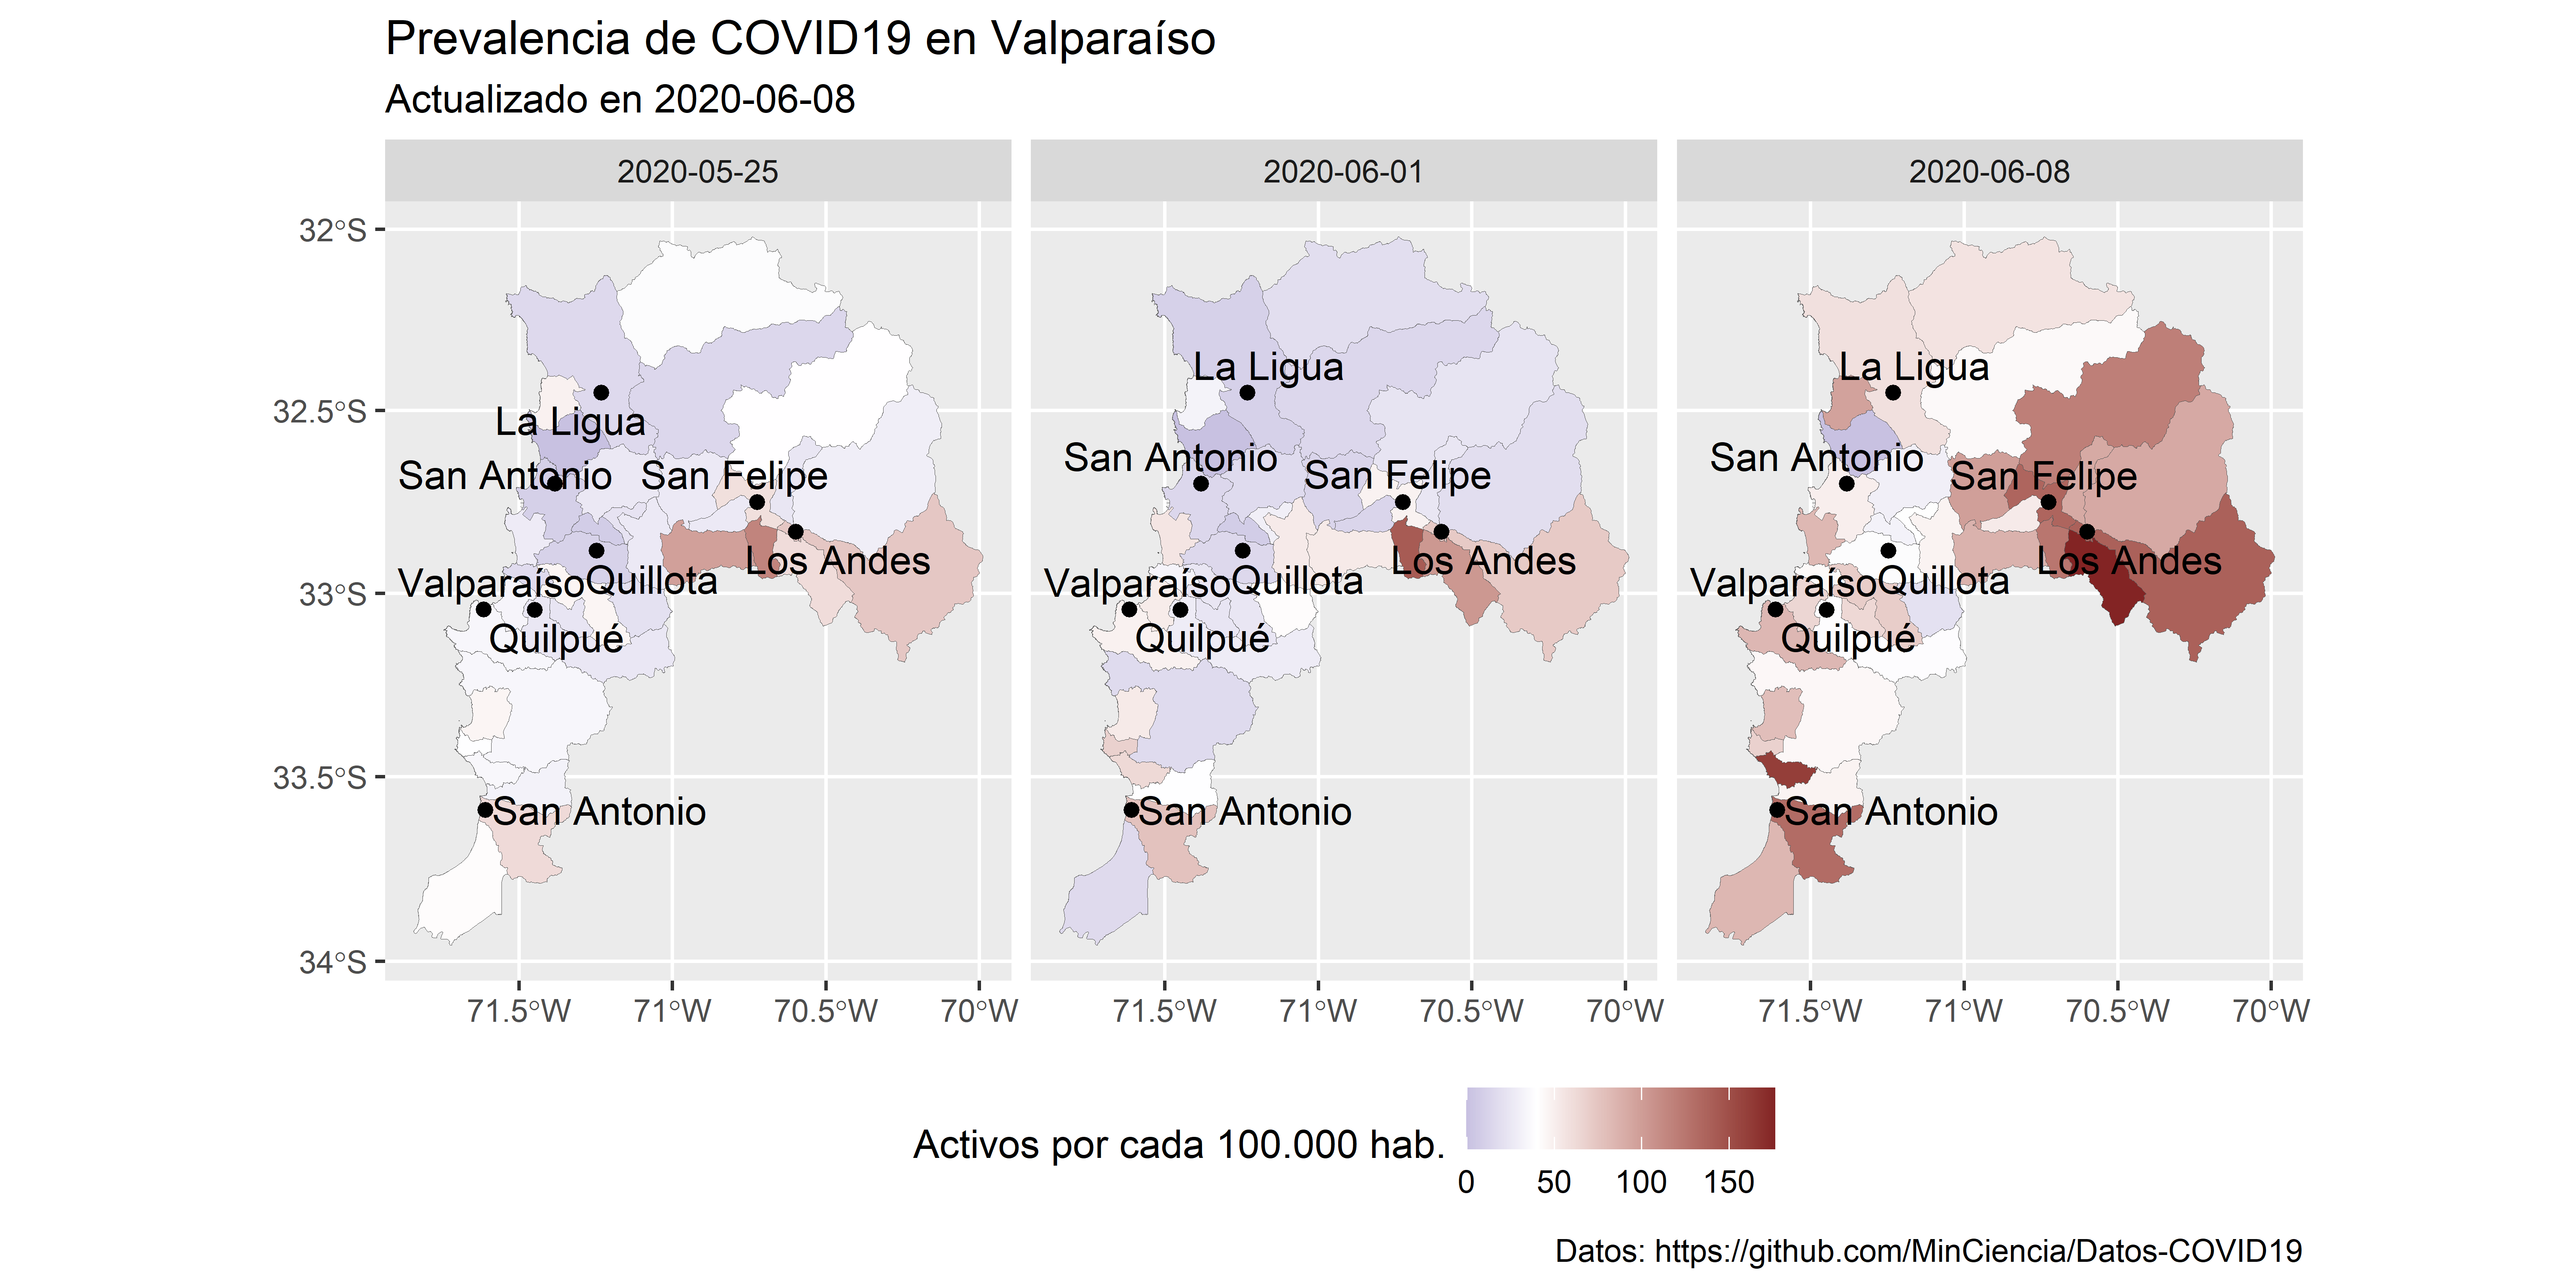 Prevalencia de COVID19 en Valparaíso
Actualizado en 2020-06-08
2020-05-25
2020-06-01
2020-06-08
32°S
32.5°S
33°S
33.5°S
34°S
La Ligua
San Antonio
San Felipe
Los Andes
Valparaíso
Quillota
Quilpué
San Antonio
La Ligua
San Antonio
San Felipe
Los Andes
Valparaíso
Quillota
Quilpué
San Antonio
La Ligua
San Antonio
San Felipe
Los Andes
Valparaíso
Quillota
Quilpué
San Antonio
71.5°W 71°W 70.5°W 70°W
71.5°W 71°W 70.5°W 70°W
71.5°W 71°W 70.5°W 70°W
Activos por cada 100.000 hab.
0 50 100 150
Datos: https://github.com/MinCiencia/Datos-COVID19